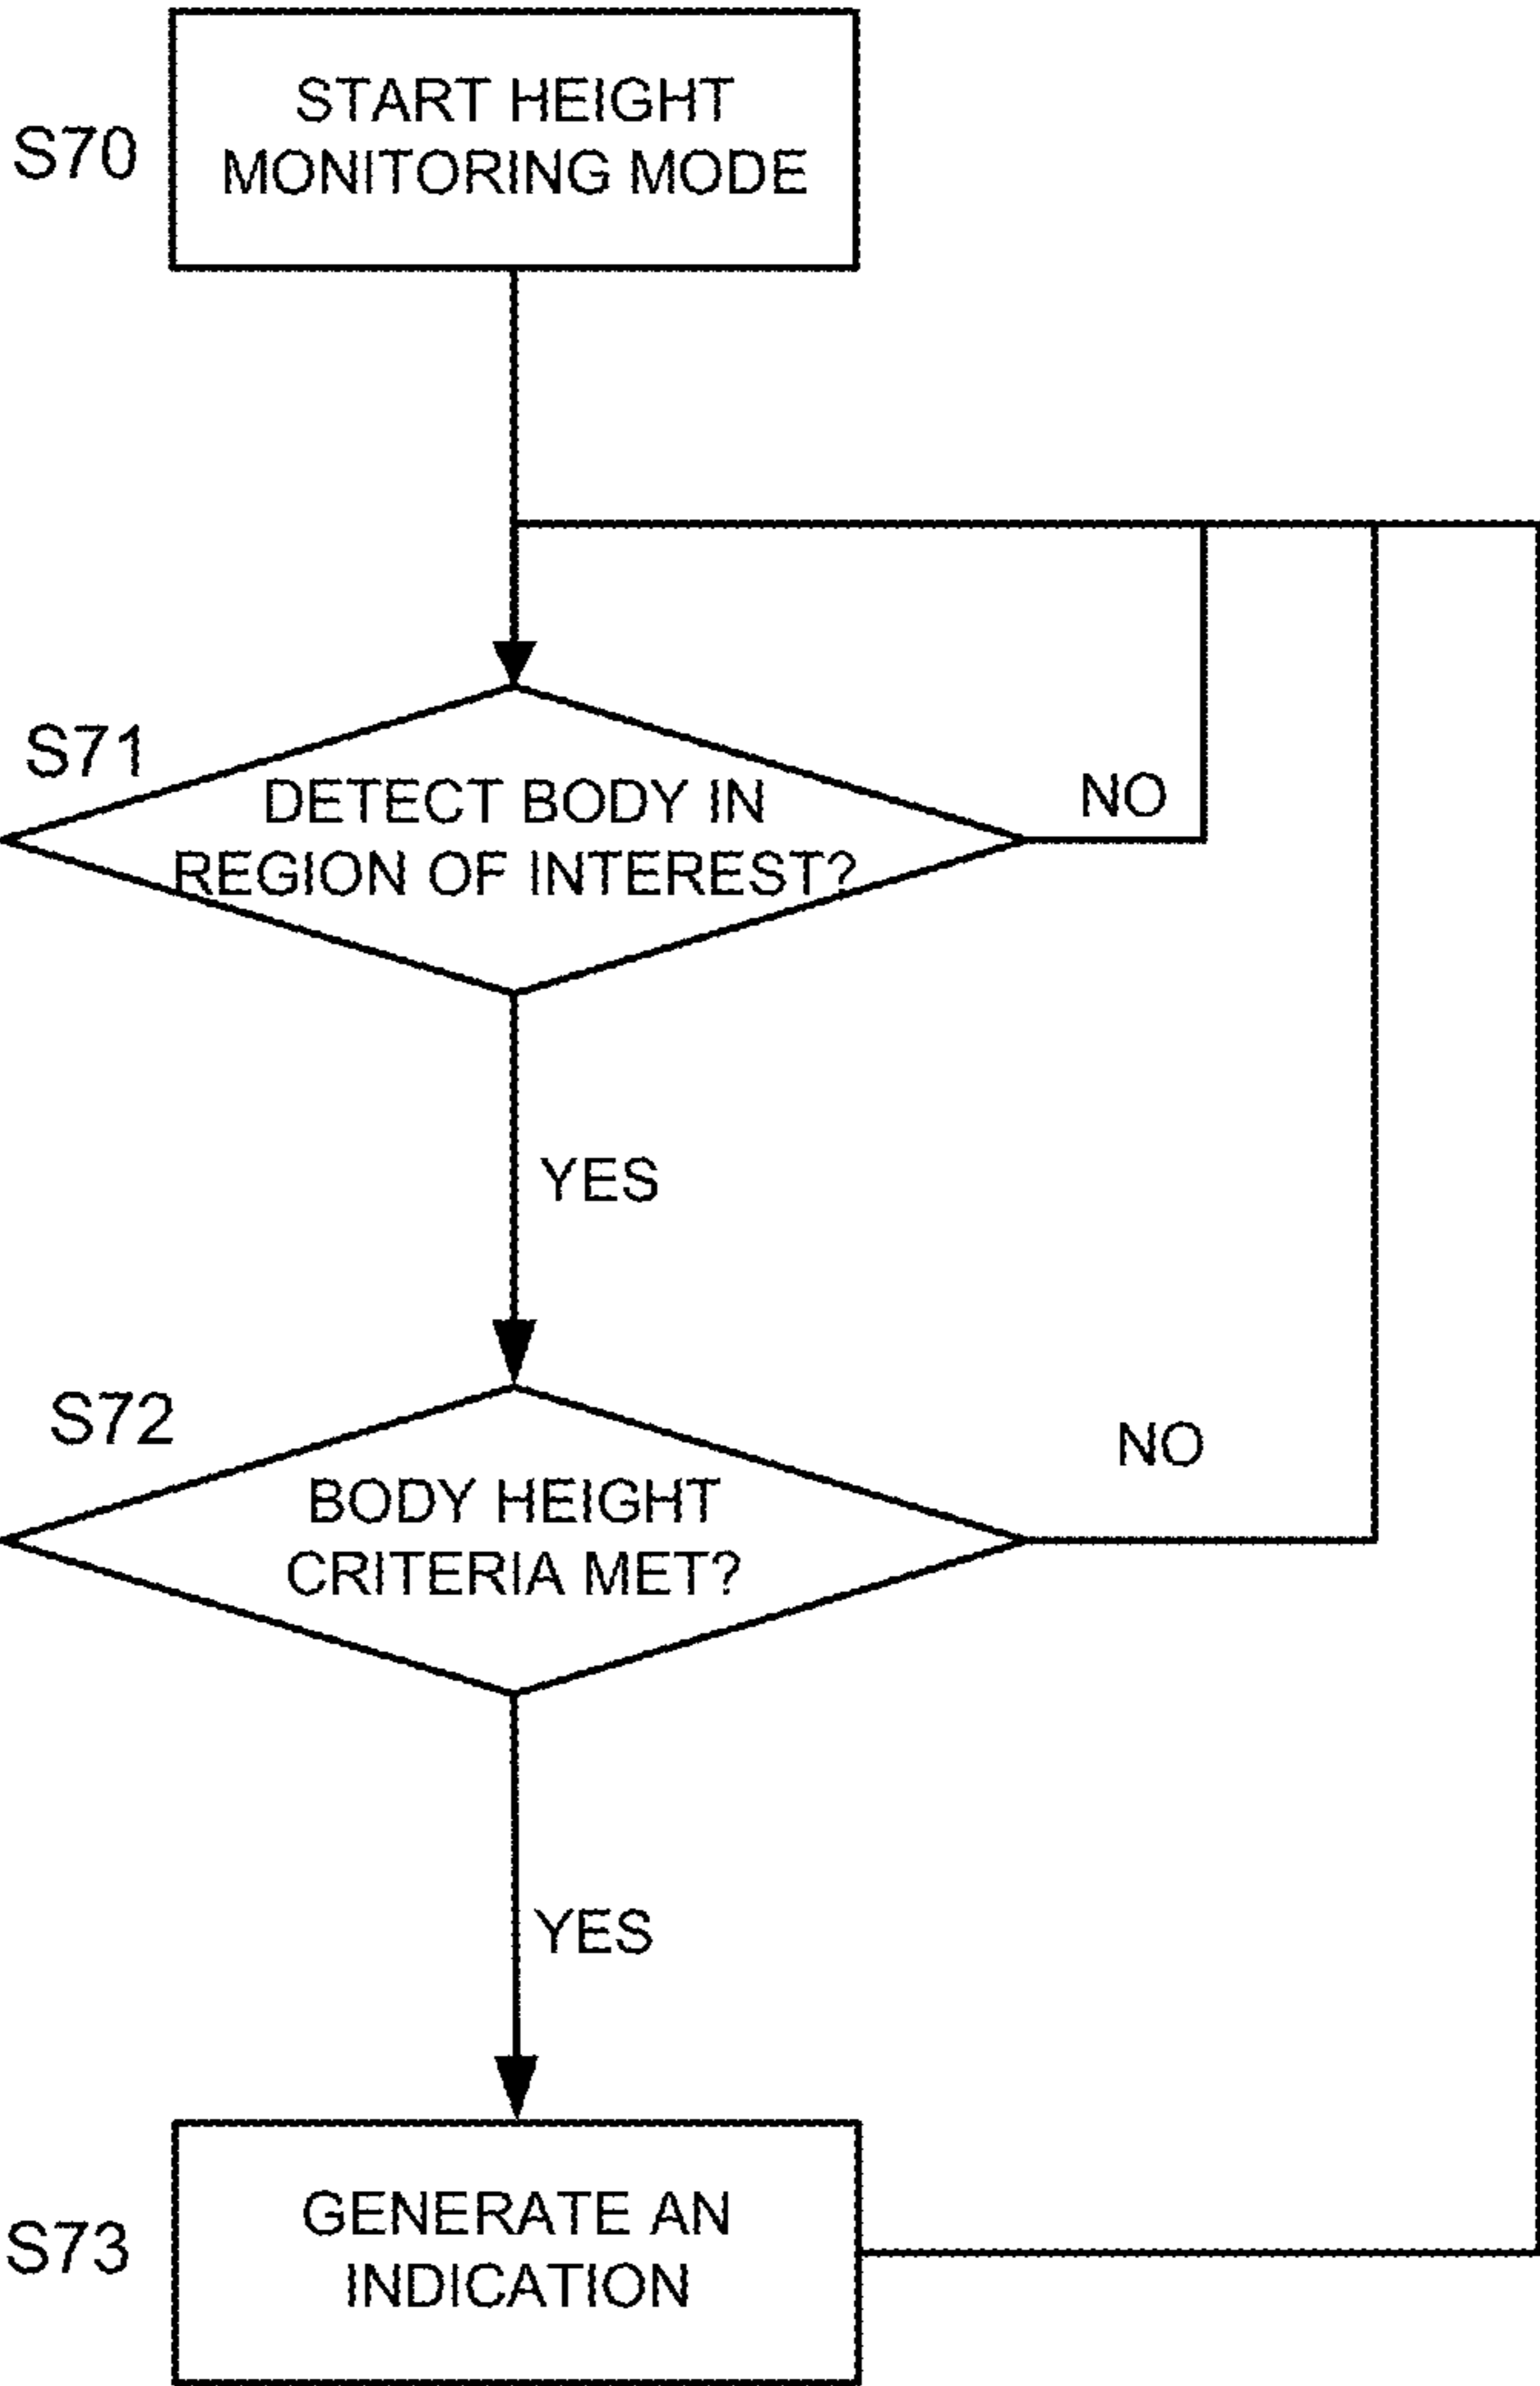 S70
START HEIGHT
MONITORING MODE
S71
DETECT BODY IN
REGION OF INTEREST?
NO
YES
S72
BODY HEIGHT
CRITERIA MET?
NO
YES
S73
GENERATE AN
INDICATION